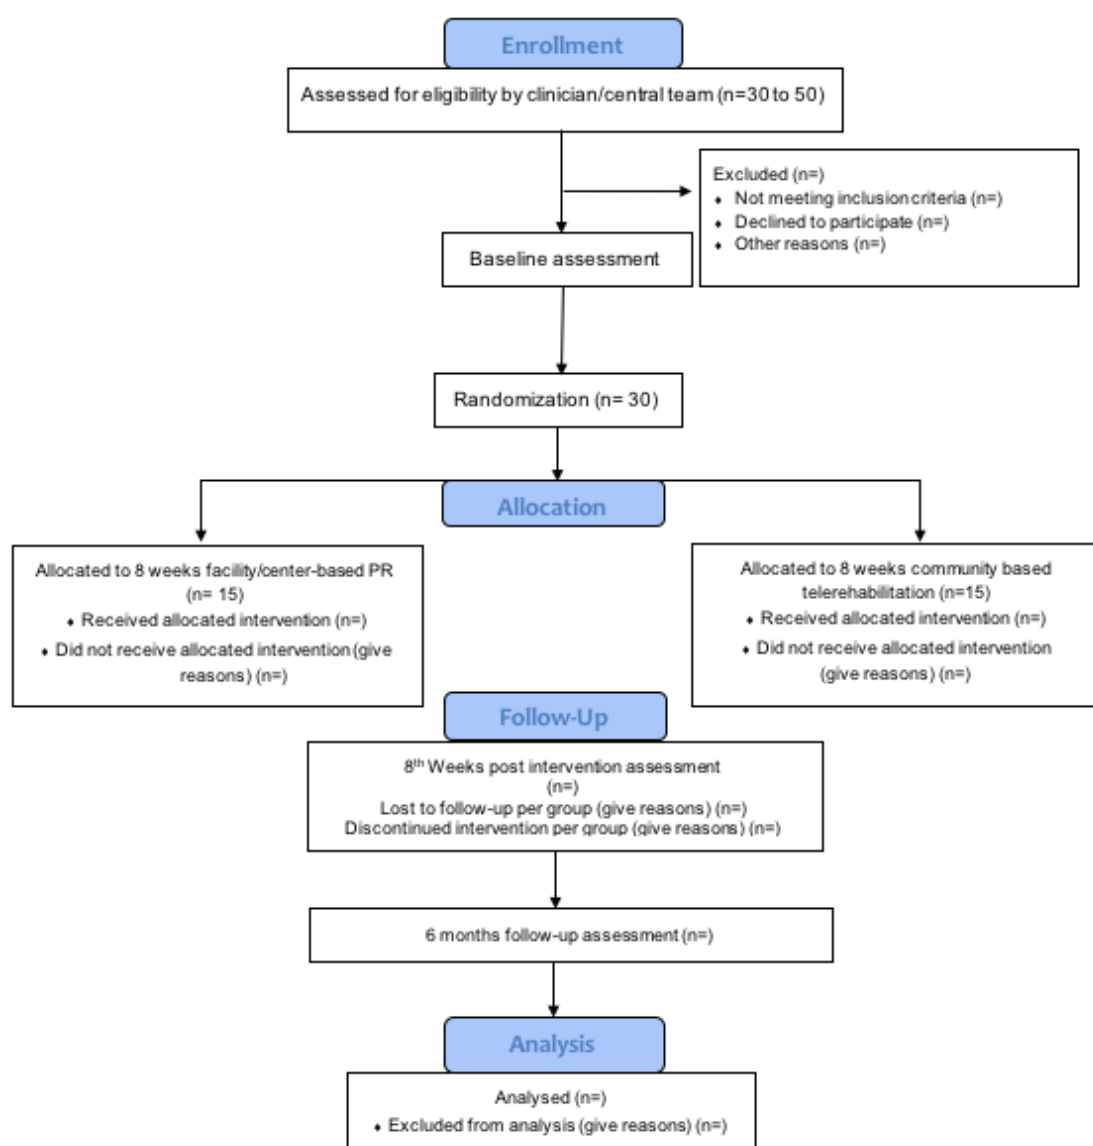 Enrollment
Assessed for eligibility by clinician/central team (n=30 to 50)
Excluded (n=)
♦ Not meeting inclusion criteria (n=)
♦ Declined to participate (n=)
♦ Other reasons (n=)
Baseline assessment
Randomization (n= 30)
Allocation
Allocated to 8 weeks facility/center-based PR
(n= 15)
♦ Received allocated intervention (n=)
♦ Did not receive allocated intervention (give
reasons) (n=)
Allocated to 8 weeks community based
telerehabilitation (n=15)
♦ Received allocated intervention (n=)
♦ Did not receive allocated intervention
(give reasons) (n=)
Follow-Up
8th Weeks post intervention assessment
(n=)
Lost to follow-up per group (give reasons) (n=)
Discontinued intervention per group (give reasons) (n=)
6 months follow-up assessment (n=)
Analysis
Analysed (n=)
♦ Excluded from analysis (give reasons) (n=)